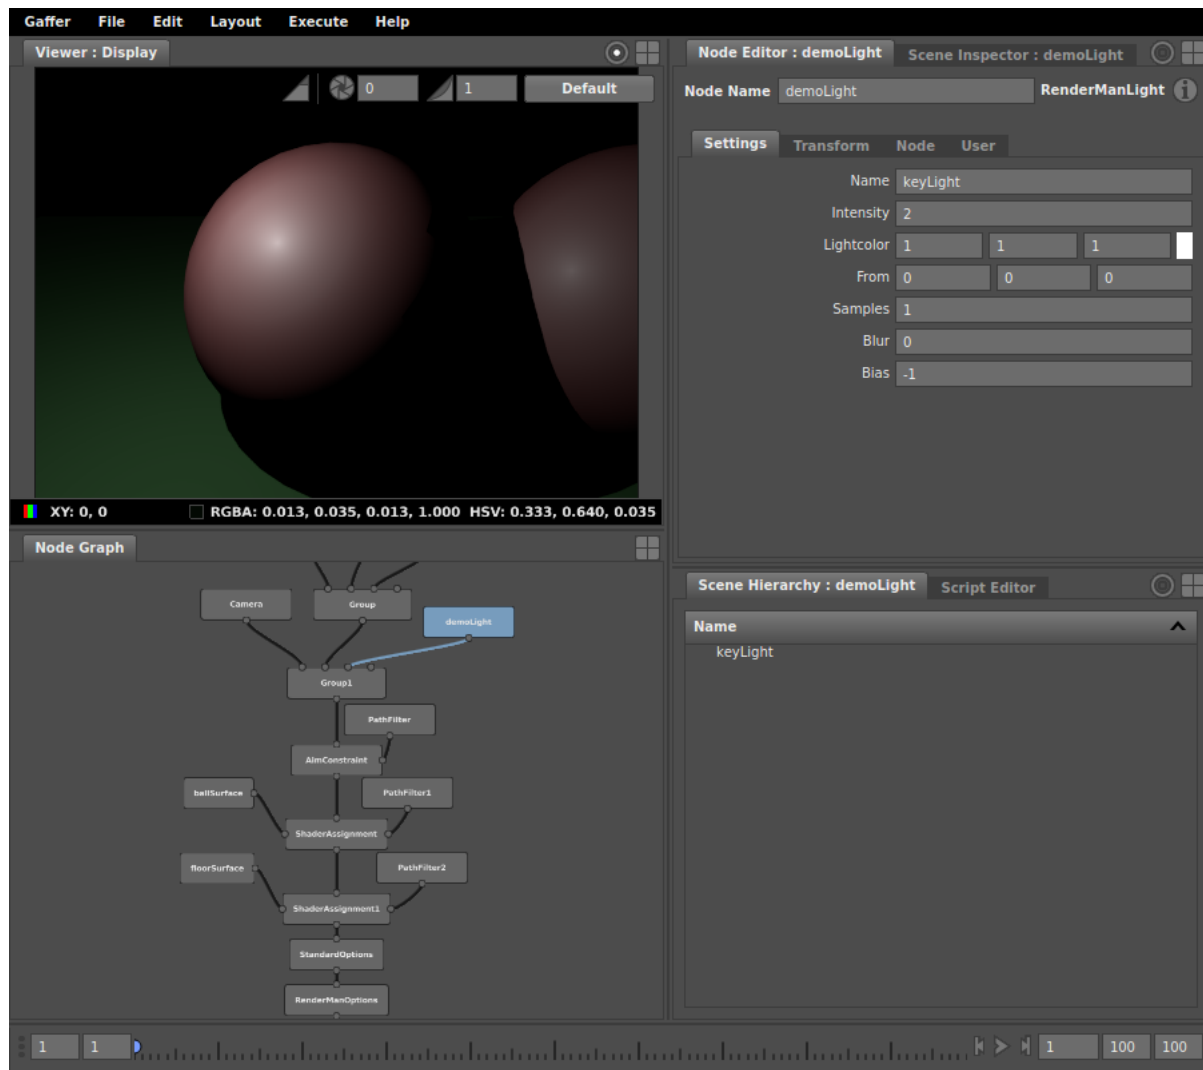 Gaffer File Edit Layout Execute Help
Viewer : Display
0 1 Default
XY: 0, 0 RGBA: 0.013, 0.035, 0.013, 1.000 HSV: 0.333, 0.640, 0.035
Node Editor : demoLight Scene Inspector : demoLight
Node Name demoLight RenderManLight
Settings Transform Node User
Name keyLight
Intensity 2
Lightcolor 1 1 1
From 0 0 0
Samples 1
Blur 0
Bias -1
Node Graph
Camera Group demoLight
Group1
PathFilter
AimConstraint
ballSurface PathFilter1
ShaderAssignment
floorSurface PathFilter2
ShaderAssignment1
StandardOptions
RenderManOptions
Scene Hierarchy : demoLight Script Editor
Name
keyLight
1 1 1 100 100